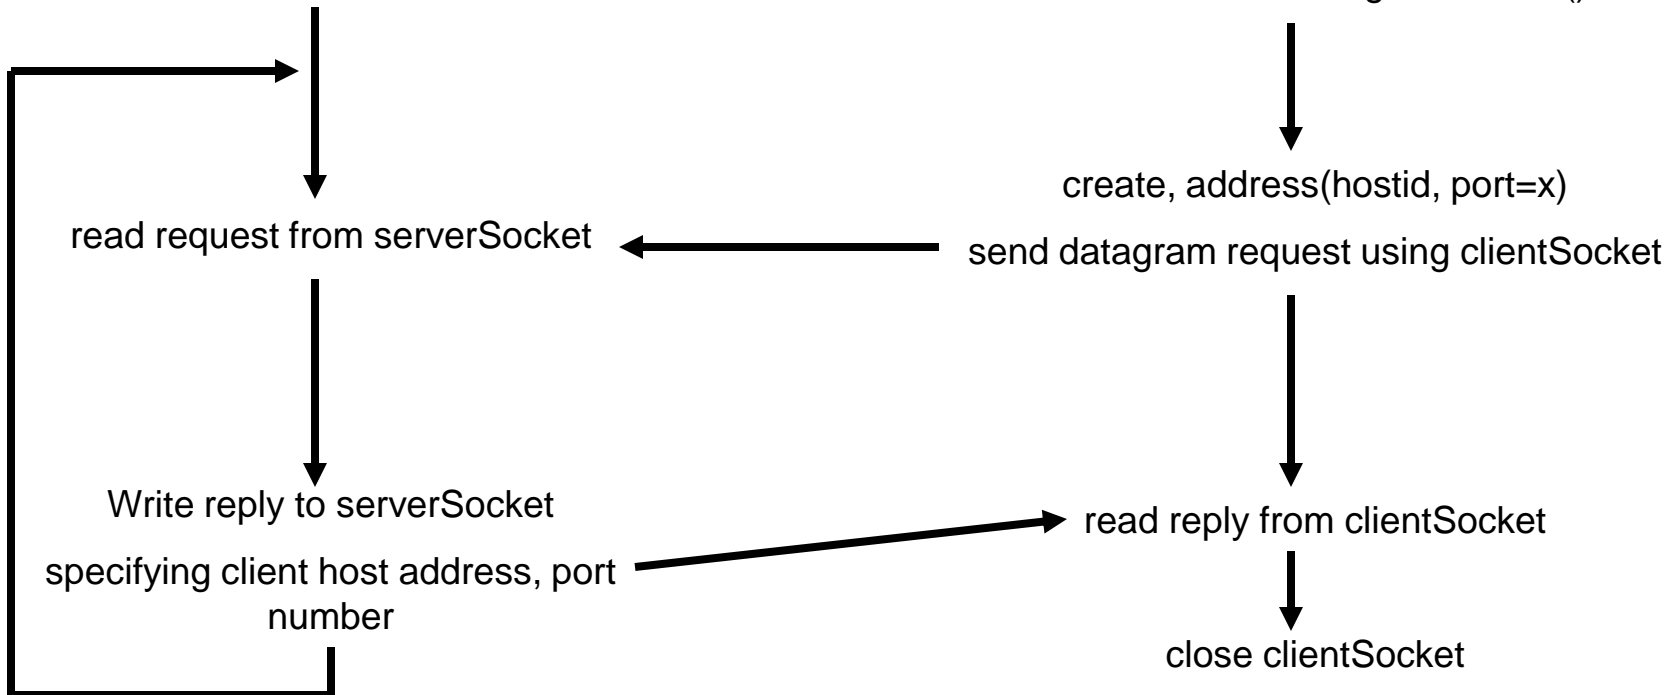 create, address(hostid, port=x)
read request from serverSocket
send datagram request using clientSocket
Write reply to serverSocket
specifying client host address, port
number
read reply from clientSocket
close clientSocket